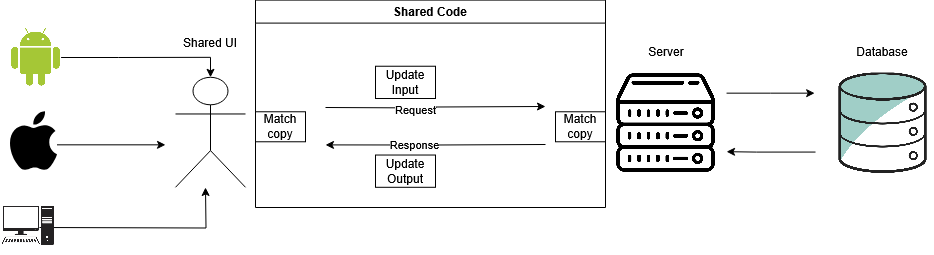 Shared Code
Shared UI
Server
Database
Update
Input
Request
Match
copy
Match
copy
Response
Update
Output